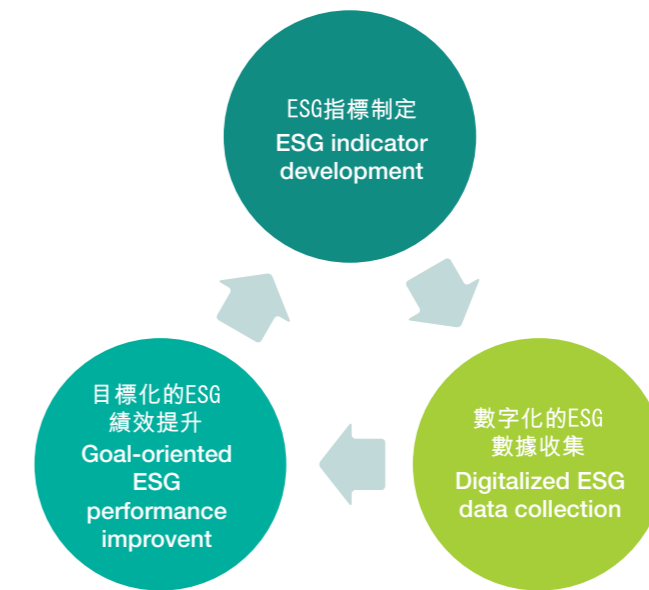 ESG指標制定
ESG indicator
development
目標化的ESG
績效提升
Goal-oriented
ESG
performance
improvent
數字化的ESG
數據收集
Digitalized ESG
data collection